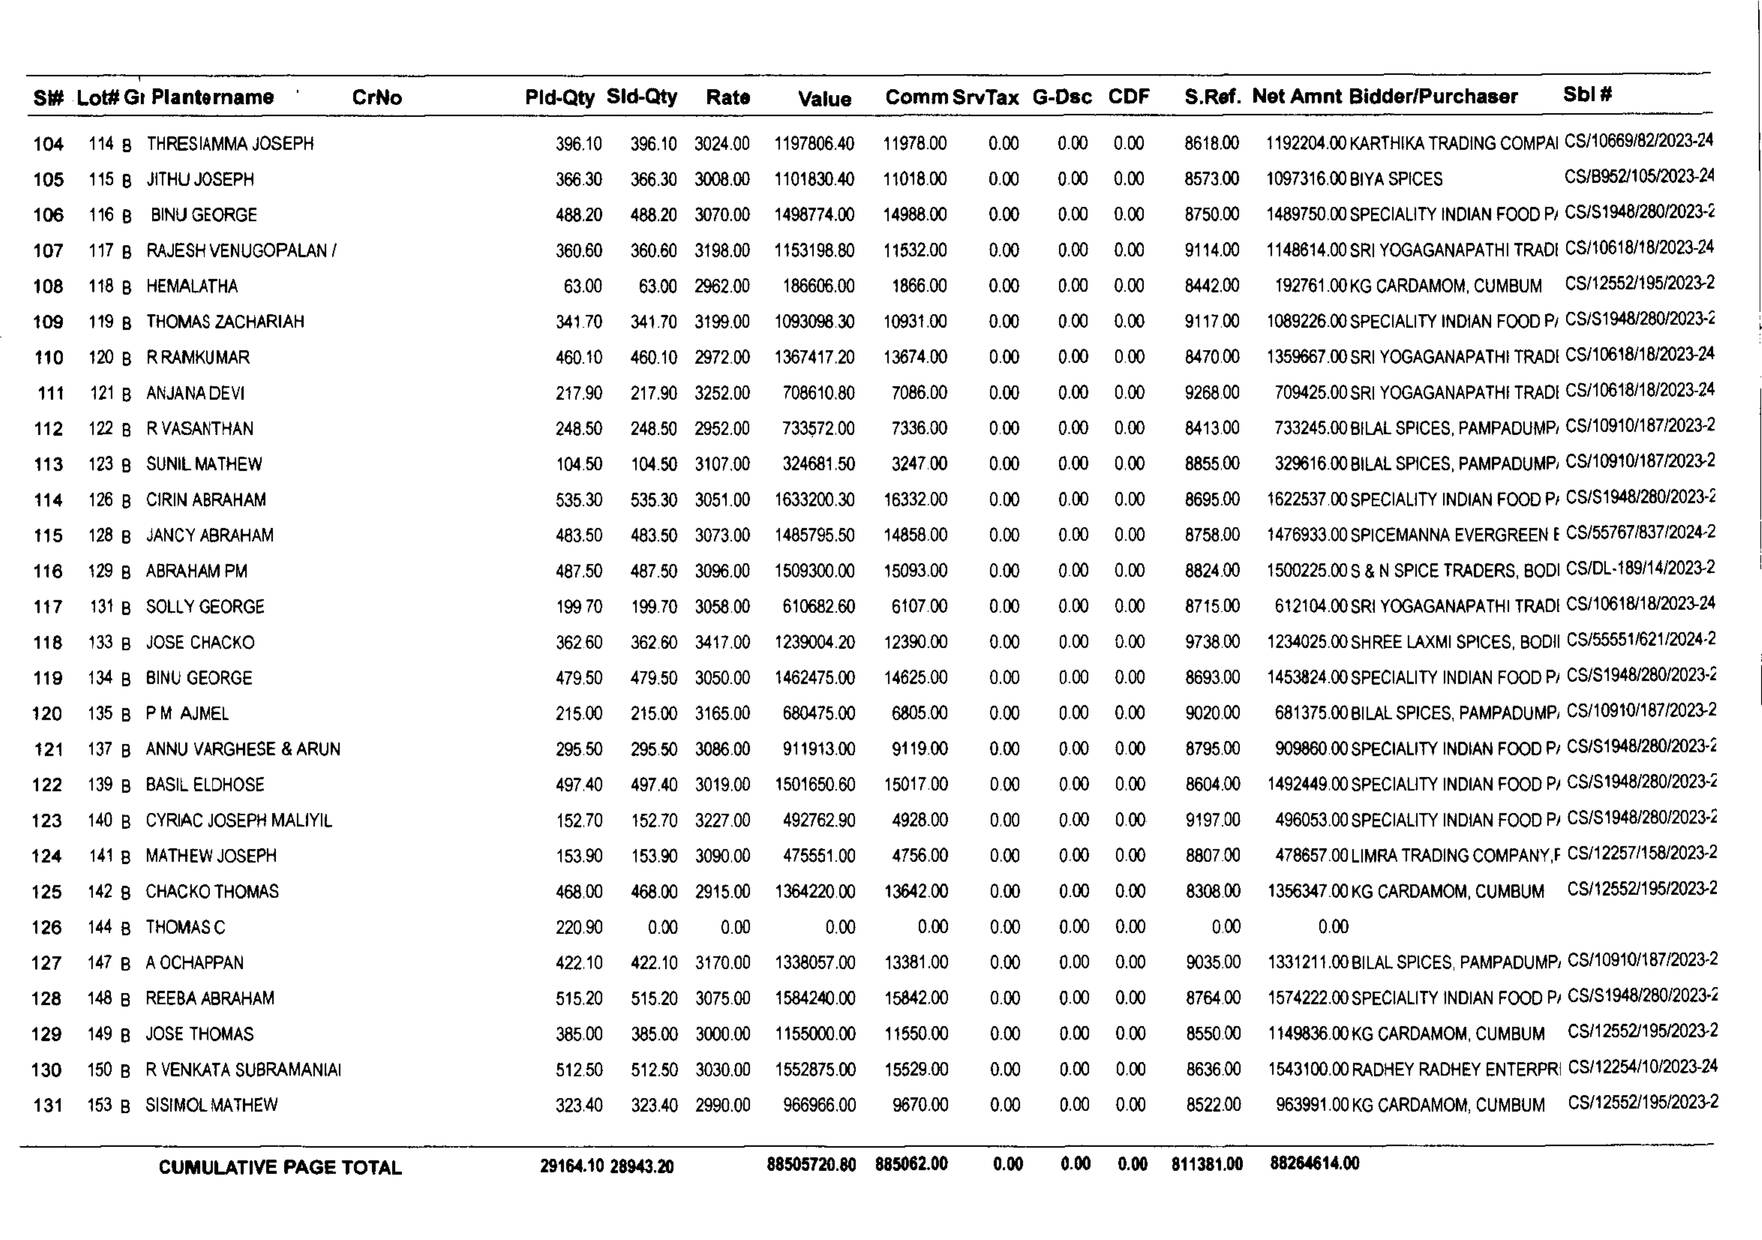 Sl# Lot# Gr Plantername CrNo Pld-Qty Sld-Qty Rate Value Comm SrvTax G-Dsc CDF S.Ref. Net Amnt Bidder/Purchaser Sbl #
104 114 B THRESIAMMA JOSEPH 396.10 396.10 3024.00 1197806.40 11978.00 0.00 0.00 0.00 8618.00 1192204.00 KARTHIKA TRADING COMPAI CS/10669/82/2023-24
105 115 B JITHU JOSEPH 366.30 366.30 3008.00 1101830.40 11018.00 0.00 0.00 0.00 8573.00 1097316.00 BIYA SPICES CS/B952/105/2023-24
106 116 B BINU GEORGE 488.20 488.20 3070.00 1498774.00 14988.00 0.00 0.00 0.00 8750.00 1489750.00 SPECIALITY INDIAN FOOD P CS/S1948/280/2023-2
107 117 B RAJESH VENUGOPALAN / 360.60 360.60 3198.00 1153198.80 11532.00 0.00 0.00 0.00 9114.00 1148614.00 SRI YOGAGANAPATHI TRADI CS/10618/18/2023-24
108 118 B HEMALATHA 63.00 63.00 2962.00 186606.00 1866.00 0.00 0.00 0.00 8442.00 192761.00 KG CARDAMOM, CUMBUM CS/12552/195/2023-2
109 119 B THOMAS ZACHARIAH 341.70 341.70 3199.00 1093098.30 10931.00 0.00 0.00 0.00 9117.00 1089226.00 SPECIALITY INDIAN FOOD P CS/S1948/280/2023-2
110 120 B R RAMKUMAR 460.10 460.10 2972.00 1367417.20 13674.00 0.00 0.00 0.00 8470.00 1359667.00 SRI YOGAGANAPATHI TRADI CS/10618/18/2023-24
111 121 B ANJANA DEVI 217.90 217.90 3252.00 708610.80 7086.00 0.00 0.00 0.00 9268.00 709425.00 SRI YOGAGANAPATHI TRADI CS/10618/18/2023-24
112 122 B R VASANTHAN 248.50 248.50 2952.00 733572.00 7336.00 0.00 0.00 0.00 8413.00 733245.00 BILAL SPICES, PAMPADUMP CS/10910/187/2023-2
113 123 B SUNIL MATHEW 104.50 104.50 3107.00 324681.50 3247.00 0.00 0.00 0.00 8855.00 329616.00 BILAL SPICES, PAMPADUMP CS/10910/187/2023-2
114 126 B CIRIN ABRAHAM 535.30 535.30 3051.00 1633200.30 16332.00 0.00 0.00 0.00 8695.00 1622537.00 SPECIALITY INDIAN FOOD P CS/S1948/280/2023-2
115 128 B JANCY ABRAHAM 483.50 483.50 3073.00 1485795.50 14858.00 0.00 0.00 0.00 8758.00 1476933.00 SPICEMANNA EVERGREEN E CS/55767/837/2024-2
116 129 B ABRAHAM PM 487.50 487.50 3096.00 1509300.00 15093.00 0.00 0.00 0.00 8824.00 1500225.00 S & N SPICE TRADERS, BODI CS/DL-189/14/2023-2
117 131 B SOLLY GEORGE 199.70 199.70 3058.00 610682.60 6107.00 0.00 0.00 0.00 8715.00 612104.00 SRI YOGAGANAPATHI TRADI CS/10618/18/2023-24
118 133 B JOSE CHACKO 362.60 362.60 3417.00 1239004.20 12390.00 0.00 0.00 0.00 9738.00 1234025.00 SHREE LAXMI SPICES, BODII CS/55551/621/2024-2
119 134 B BINU GEORGE 479.50 479.50 3050.00 1462475.00 14625.00 0.00 0.00 0.00 8693.00 1453824.00 SPECIALITY INDIAN FOOD P CS/S1948/280/2023-2
120 135 B P M AJMEL 215.00 215.00 3165.00 680475.00 6805.00 0.00 0.00 0.00 9020.00 681375.00 BILAL SPICES, PAMPADUMP CS/10910/187/2023-2
121 137 B ANNU VARGHESE & ARUN 295.50 295.50 3086.00 911913.00 9119.00 0.00 0.00 0.00 8795.00 909860.00 SPECIALITY INDIAN FOOD P CS/S1948/280/2023-2
122 139 B BASIL ELDHOSE 497.40 497.40 3019.00 1501650.60 15017.00 0.00 0.00 0.00 8604.00 1492449.00 SPECIALITY INDIAN FOOD P CS/S1948/280/2023-2
123 140 B CYRIAC JOSEPH MALIYIL 152.70 152.70 3227.00 492762.90 4928.00 0.00 0.00 0.00 9197.00 496053.00 SPECIALITY INDIAN FOOD P CS/S1948/280/2023-2
124 141 B MATHEW JOSEPH 153.90 153.90 3090.00 475551.00 4756.00 0.00 0.00 0.00 8807.00 478657.00 LIMRA TRADING COMPANY,F CS/12257/158/2023-2
125 142 B CHACKO THOMAS 468.00 468.00 2915.00 1364220.00 13642.00 0.00 0.00 0.00 8308.00 1356347.00 KG CARDAMOM, CUMBUM CS/12552/195/2023-2
126 144 B THOMAS C 220.90 0.00 0.00 0.00 0.00 0.00 0.00 0.00 0.00 0.00
127 147 B A OCHAPPAN 422.10 422.10 3170.00 1338057.00 13381.00 0.00 0.00 0.00 9035.00 1331211.00 BILAL SPICES, PAMPADUMP CS/10910/187/2023-2
128 148 B REEBA ABRAHAM 515.20 515.20 3075.00 1584240.00 15842.00 0.00 0.00 0.00 8764.00 1574222.00 SPECIALITY INDIAN FOOD P CS/S1948/280/2023-2
129 149 B JOSE THOMAS 385.00 385.00 3000.00 1155000.00 11550.00 0.00 0.00 0.00 8550.00 1149836.00 KG CARDAMOM, CUMBUM CS/12552/195/2023-2
130 150 B R VENKATA SUBRAMANIAI 512.50 512.50 3030.00 1552875.00 15529.00 0.00 0.00 0.00 8636.00 1543100.00 RADHEY RADHEY ENTERPRI CS/12254/10/2023-24
131 153 B SISIMOL MATHEW 323.40 323.40 2990.00 966966.00 9670.00 0.00 0.00 0.00 8522.00 963991.00 KG CARDAMOM, CUMBUM CS/12552/195/2023-2
CUMULATIVE PAGE TOTAL 29164.10 28943.20 88505720.80 885062.00 0.00 0.00 0.00 811381.00 88264614.00